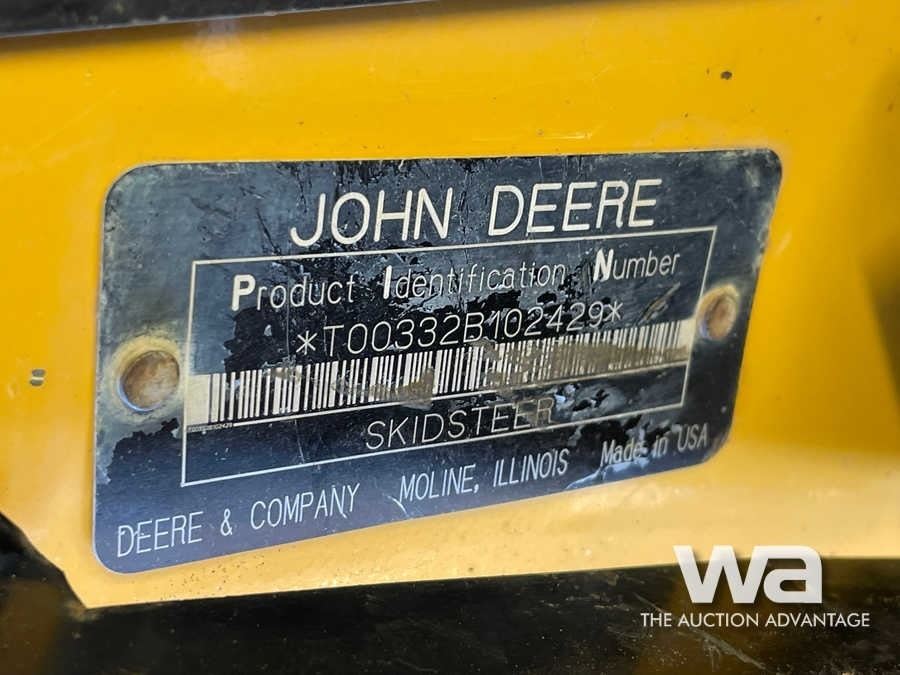 JOHN DEERE
Product Identification Number
*T00332B102429*
SKIDSTEER
DEERE & COMPANY MOLINE, ILLINOIS Made in USA
wa
THE AUCTION ADVANTAGE